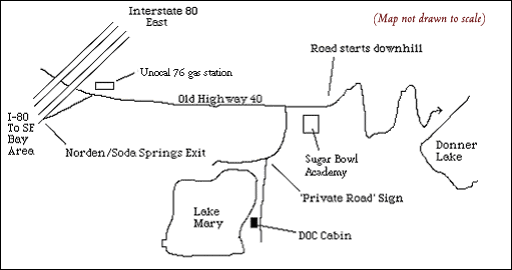 Interstate 80
East
(Map not drawn to scale)
Road starts downhill
Unocal 76 gas station
Old Highway 40
I-80
To SF
Bay
Area
Norden/Soda Springs Exit
Sugar Bowl
Academy
Donner
Lake
'Private Road' Sign
Lake
Mary
DOC Cabin